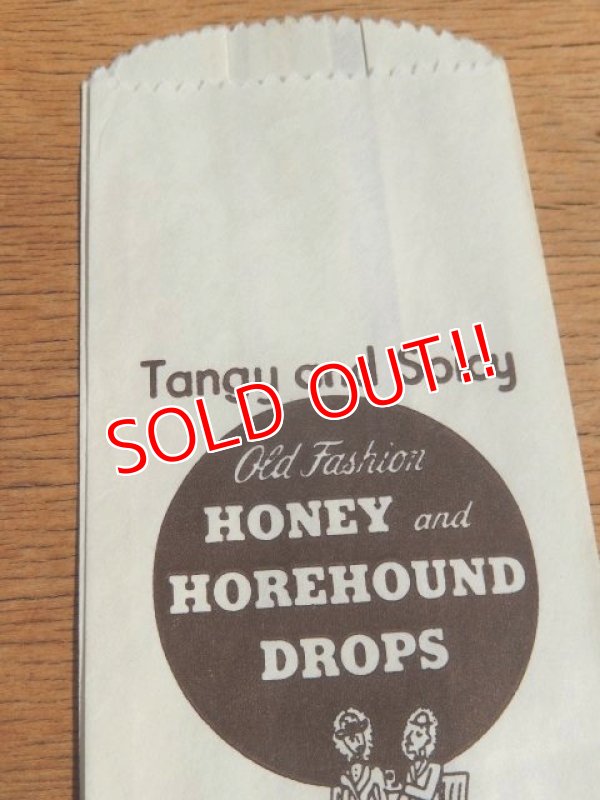 Tangy and Spicy
SOLD OUT!!
Old Fashion
HONEY and
HOREHOUND
DROPS